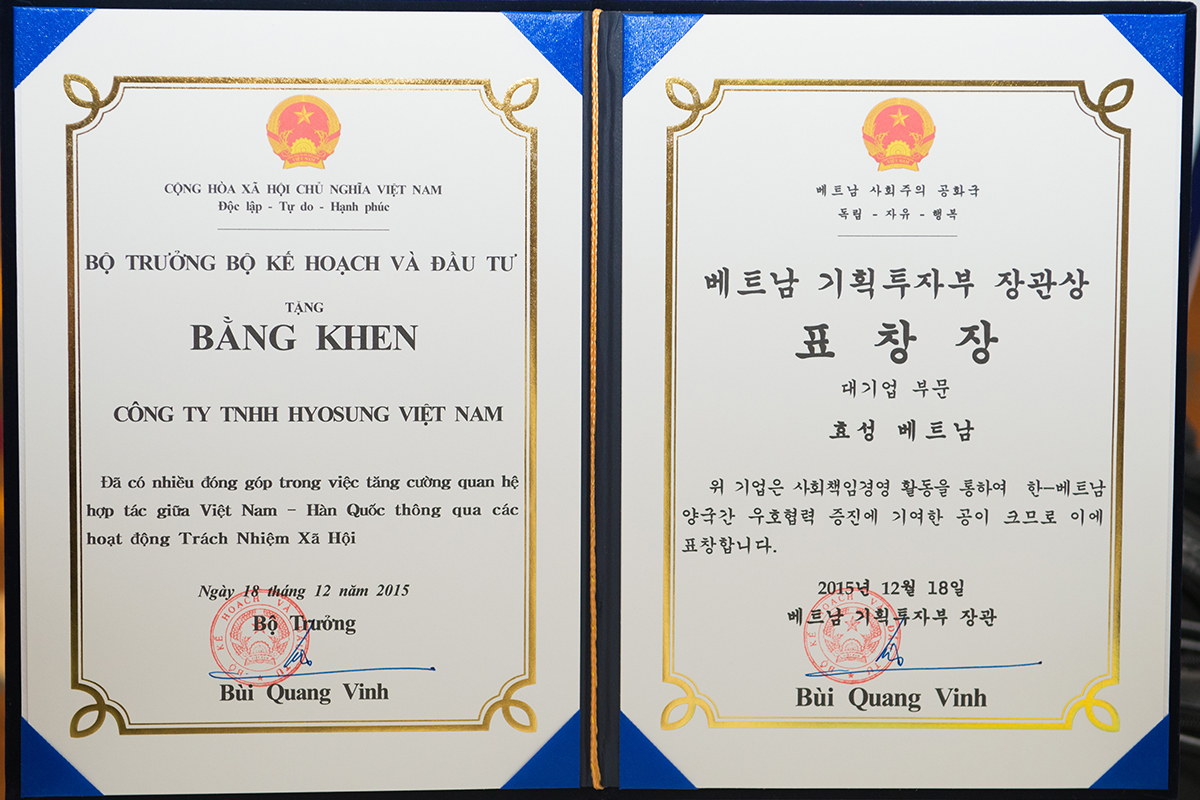 CỘNG HÒA XÃ HỘI CHỦ NGHĨA VIỆT NAM
Độc lập - Tự do - Hạnh phúc
BỘ TRƯỞNG BỘ KẾ HOẠCH VÀ ĐẦU TƯ
TẶNG
BẰNG KHEN
CÔNG TY TNHH HYOSUNG VIỆT NAM
Đã có nhiều đóng góp trong việc tăng cường quan hệ
hợp tác giữa Việt Nam – Hàn Quốc thông qua các
hoạt động Trách Nhiệm Xã Hội
Ngày 18 tháng 12 năm 2015
Bộ Trưởng
Bùi Quang Vinh
베트남 사회주의 공화국
독립 - 자유 - 행복
베트남 기획투자부 장관상
표 창 장
대기업 부문
효성 베트남
위 기업은 사회책임경영 활동을 통하여 한-베트남
양국간 우호협력 증진에 기여한 공이 크므로 이에
표창합니다.
2015년 12월 18일
베트남 기획투자부 장관
Bùi Quang Vinh